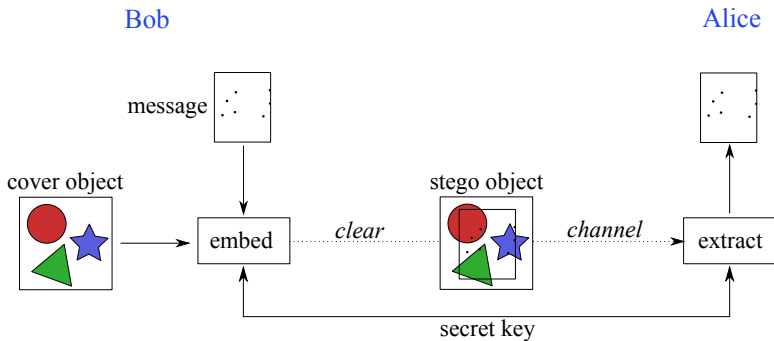 Bob
Alice
message
cover object
stego object
embed
clear
channel
extract
secret key